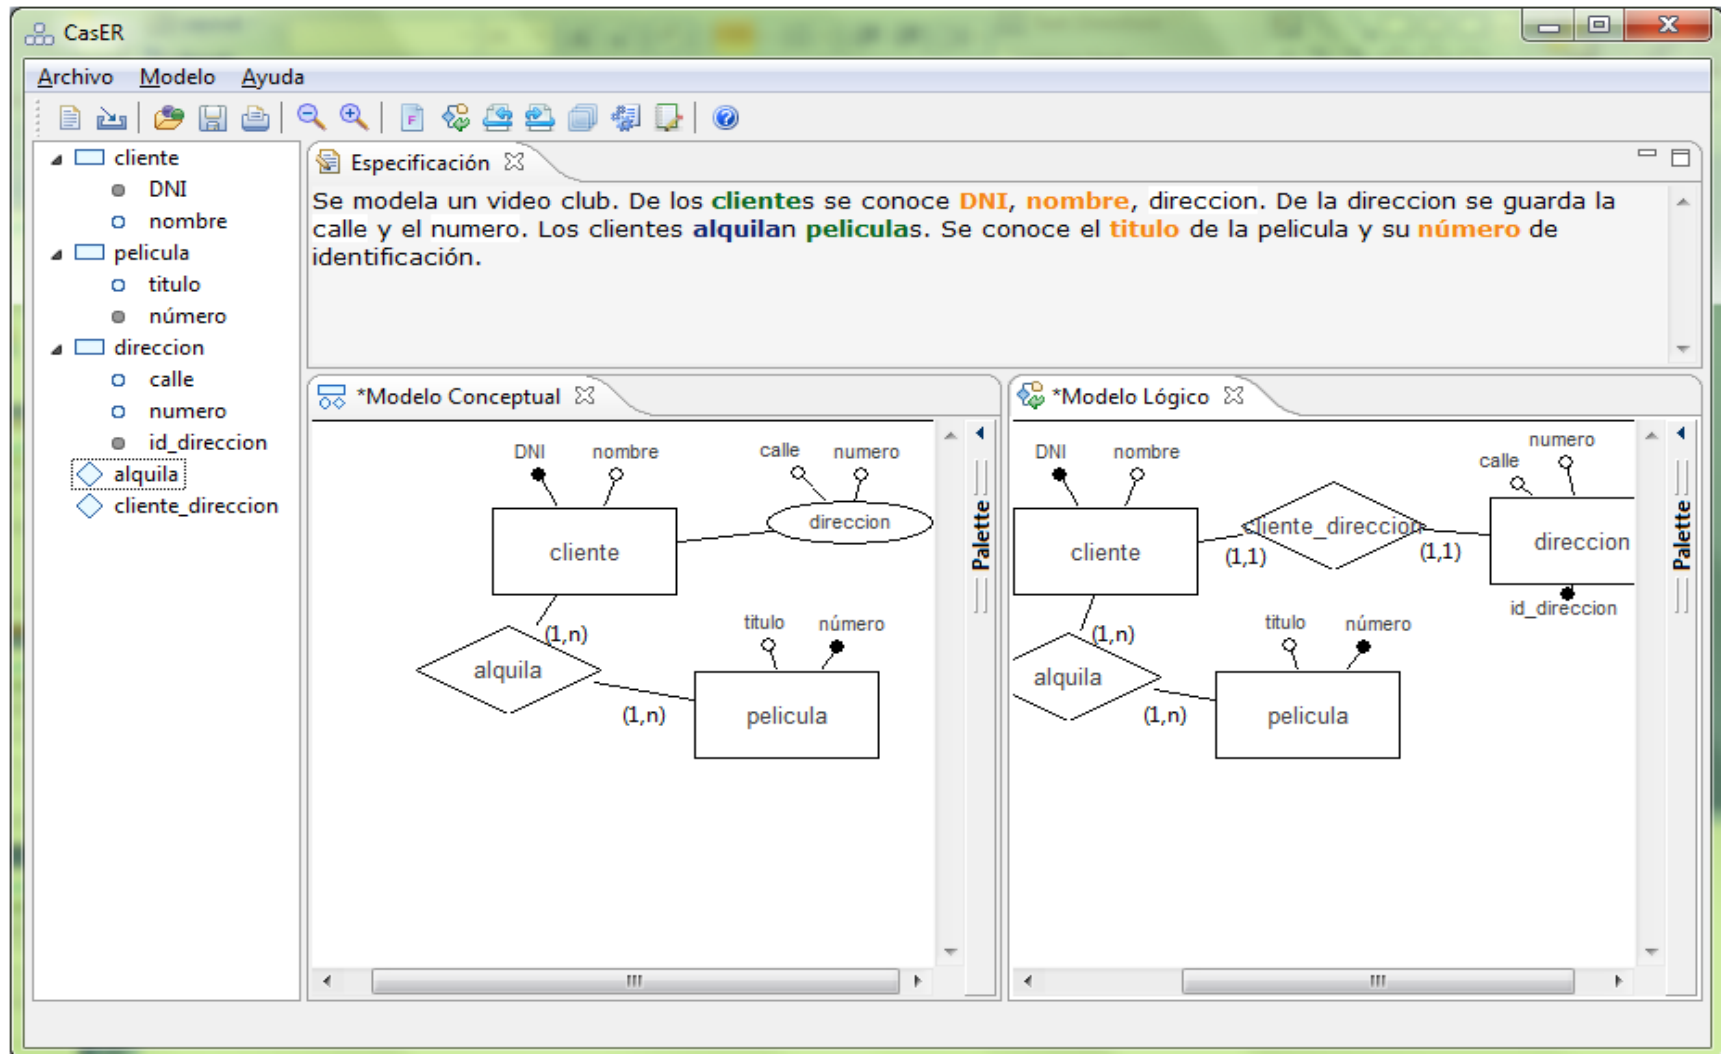 CasER
Archivo Modelo Ayuda
cliente
DNI
nombre
pelicula
titulo
número
direccion
calle
numero
id_direccion
alquila
cliente_direccion
Especificación
Se modela un video club. De los clientes se conoce DNI, nombre, direccion. De la direccion se guarda la
calle y el numero. Los clientes alquilan peliculas. Se conoce el titulo de la pelicula y su número de
identificación.
*Modelo Conceptual
DNI nombre calle numero
direccion
cliente
(1,n)
titulo número
alquila
(1,n) pelicula
Palette
*Modelo Lógico
DNI nombre calle numero
cliente cliente_direccion direccion
(1,1) (1,1)
id_direccion
(1,n)
titulo número
alquila
(1,n) pelicula
Palette